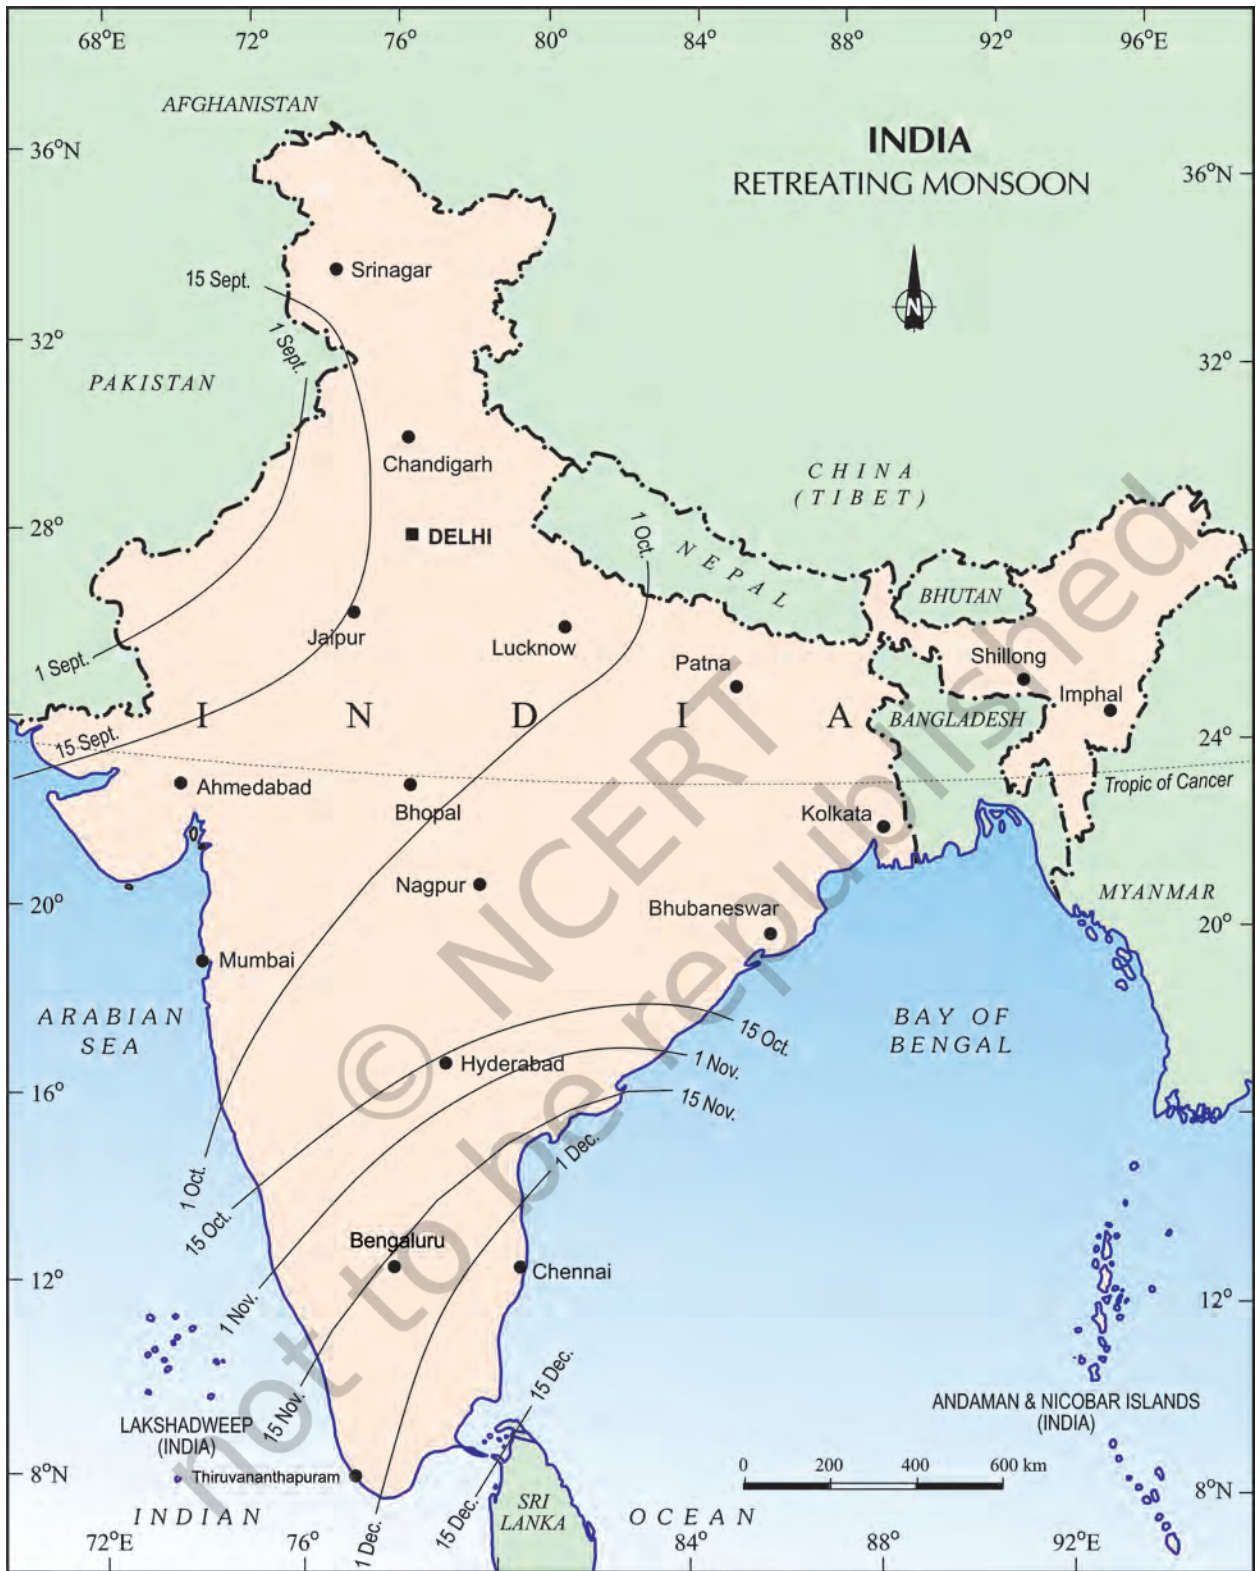 68°E 72° 76° 80° 84° 88° 92° 96°E
AFGHANISTAN
INDIA
RETREATING MONSOON
36°N
36°N
Srinagar
15 Sept.
N
1 Sept.
32°
32°
PAKISTAN
Chandigarh
CHINA
(TIBET)
28°
DELHI
1 Oct.
NEPAL
BHUTAN
Jaipur
Lucknow
Shillong
1 Sept.
Patna
Imphal
I N D I A
BANGLADESH
15 Sept.
24°
Ahmedabad
Bhopal
Tropic of Cancer
Kolkata
Nagpur
MYANMAR
20°
Bhubaneswar
20°
Mumbai
ARABIAN
SEA
BAY OF
BENGAL
15 Oct.
Hyderabad
1 Nov.
16°
15 Nov.
1 Oct.
1 Dec.
15 Oct.
Bengaluru
Chennai
12°
12°
1 Nov.
15 Dec.
15 Nov.
LAKSHADWEEP
(INDIA)
ANDAMAN & NICOBAR ISLANDS
(INDIA)
8°N
Thiruvananthapuram
0 200 400 600 km
8°N
INDIAN
1 Dec.
15 Dec.
SRI
LANKA
OCEAN
72°E 76° 84° 88° 92°E
© NCERT
not to be republished